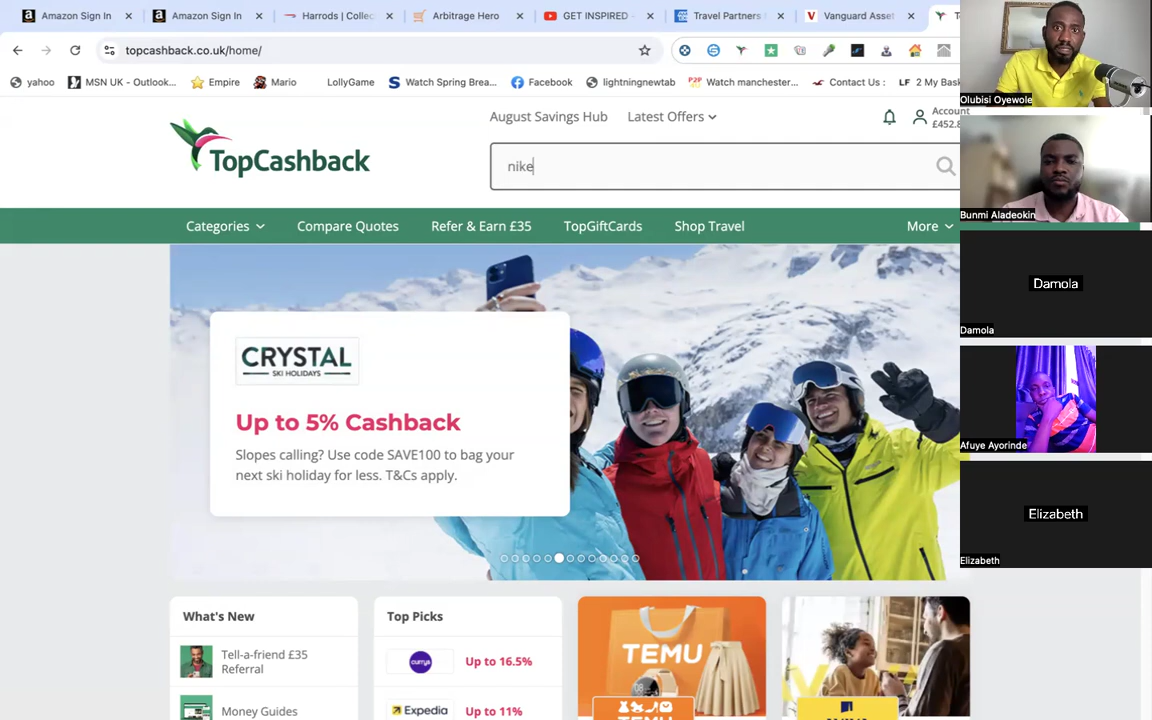 Amazon Sign In
Amazon Sign In
Harrods | Collec
Arbitrage Hero
GET INSPIRED -
Travel Partners
Vanguard Asset
topcashback.co.uk/home/
yahoo
MSN UK - Outlook...
Empire
Mario
LollyGame
Watch Spring Brea...
Facebook
lightningnewtab
P2P Watch manchester...
Contact Us :
LF 2 My Bask
August Savings Hub
Latest Offers
Account
£452.8
TopCashback
nike
Categories
Compare Quotes
Refer & Earn £35
TopGiftCards
Shop Travel
More
CRYSTAL
SKI HOLIDAYS
Up to 5% Cashback
Slopes calling? Use code SAVE100 to bag your
next ski holiday for less. T&Cs apply.
What's New
Tell-a-friend £35
Referral
Money Guides
Top Picks
currys
Up to 16.5%
Expedia
Up to 11%
TEMU
Olubisi Oyewole
Bunmi Aladeokin
Damola
Damola
Afuye Ayorinde
Elizabeth
Elizabeth